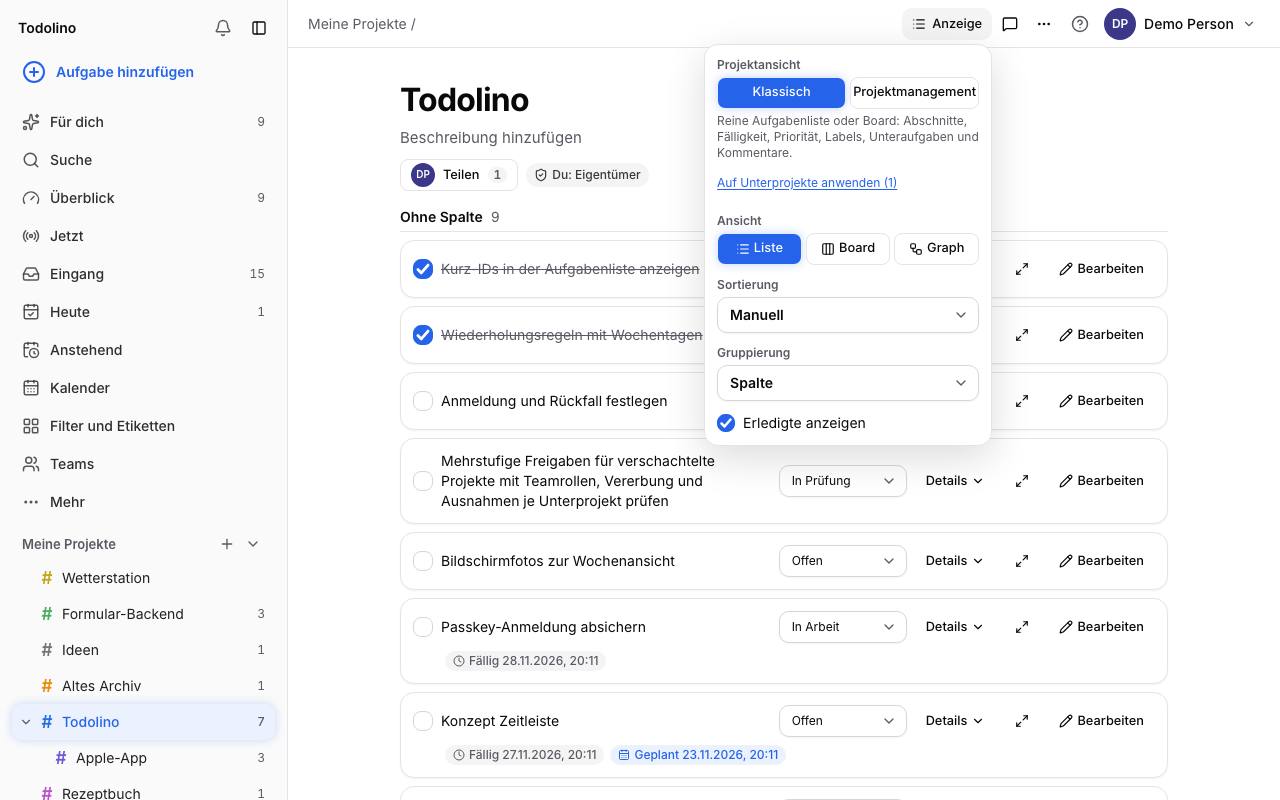 Todolino
Aufgabe hinzufügen
Für dich 9
Suche
Überblick 9
Jetzt
Eingang 15
Heute 1
Anstehend
Kalender
Filter und Etiketten
Teams
Mehr
Meine Projekte
# Wetterstation
# Formular-Backend 3
# Ideen 1
# Altes Archiv 1
# Todolino 7
# Apple-App 3
# Rezeptbuch 1
Meine Projekte /
Anzeige
DP Demo Person
Todolino
Beschreibung hinzufügen
DP Teilen 1
Du: Eigentümer
Ohne Spalte 9
Kurz-IDs in der Aufgabenliste anzeigen
Bearbeiten
Wiederholungsregeln mit Wochentagen
Bearbeiten
Anmeldung und Rückfall festlegen
Bearbeiten
Mehrstufige Freigaben für verschachtelte
Projekte mit Teamrollen, Vererbung und
Ausnahmen je Unterprojekt prüfen
In Prüfung Details Bearbeiten
Bildschirmfotos zur Wochenansicht Offen Details Bearbeiten
Passkey-Anmeldung absichern In Arbeit Details Bearbeiten
Fällig 28.11.2026, 20:11
Konzept Zeitleiste Offen Details Bearbeiten
Fällig 27.11.2026, 20:11 Geplant 23.11.2026, 20:11
Projektansicht
Klassisch Projektmanagement
Reine Aufgabenliste oder Board: Abschnitte,
Fälligkeit, Priorität, Labels, Unteraufgaben und
Kommentare.
Auf Unterprojekte anwenden (1)
Ansicht
Liste Board Graph
Sortierung
Manuell
Gruppierung
Spalte
Erledigte anzeigen